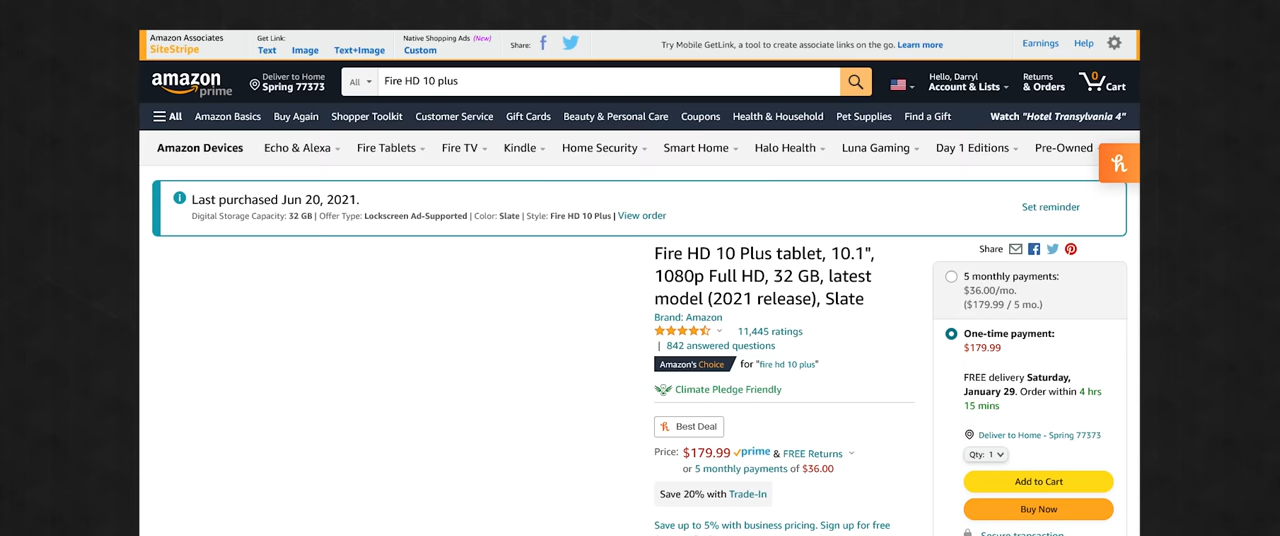 Amazon Associates
SiteStripe
Get Link:
Text Image Text+Image
Native Shopping Ads (New)
Custom
Share:
Try Mobile GetLink, a tool to create associate links on the go. Learn more
Earnings Help
amazon
prime
Deliver to Home
Spring 77373
All
Fire HD 10 plus
Hello, Darryl
Account & Lists
Returns
& Orders
0
Cart
All Amazon Basics Buy Again Shopper Toolkit Customer Service Gift Cards Beauty & Personal Care Coupons Health & Household Pet Supplies Find a Gift Watch "Hotel Transylvania 4"
Amazon Devices Echo & Alexa Fire Tablets Fire TV Kindle Home Security Smart Home Halo Health Luna Gaming Day 1 Editions Pre-Owned
h
Last purchased Jun 20, 2021.
Digital Storage Capacity: 32 GB | Offer Type: Lockscreen Ad-Supported | Color: Slate | Style: Fire HD 10 Plus | View order
Set reminder
Fire HD 10 Plus tablet, 10.1",
1080p Full HD, 32 GB, latest
model (2021 release), Slate
Brand: Amazon
11,445 ratings
| 842 answered questions
Amazon's Choice for "fire hd 10 plus"
Climate Pledge Friendly
h Best Deal
Price: $179.99 prime & FREE Returns
or 5 monthly payments of $36.00
Save 20% with Trade-In
Save up to 5% with business pricing. Sign up for free
Share
5 monthly payments:
$36.00/mo.
($179.99 / 5 mo.)
One-time payment:
$179.99
FREE delivery Saturday,
January 29. Order within 4 hrs
15 mins
Deliver to Home - Spring 77373
Qty: 1
Add to Cart
Buy Now
Secure transaction